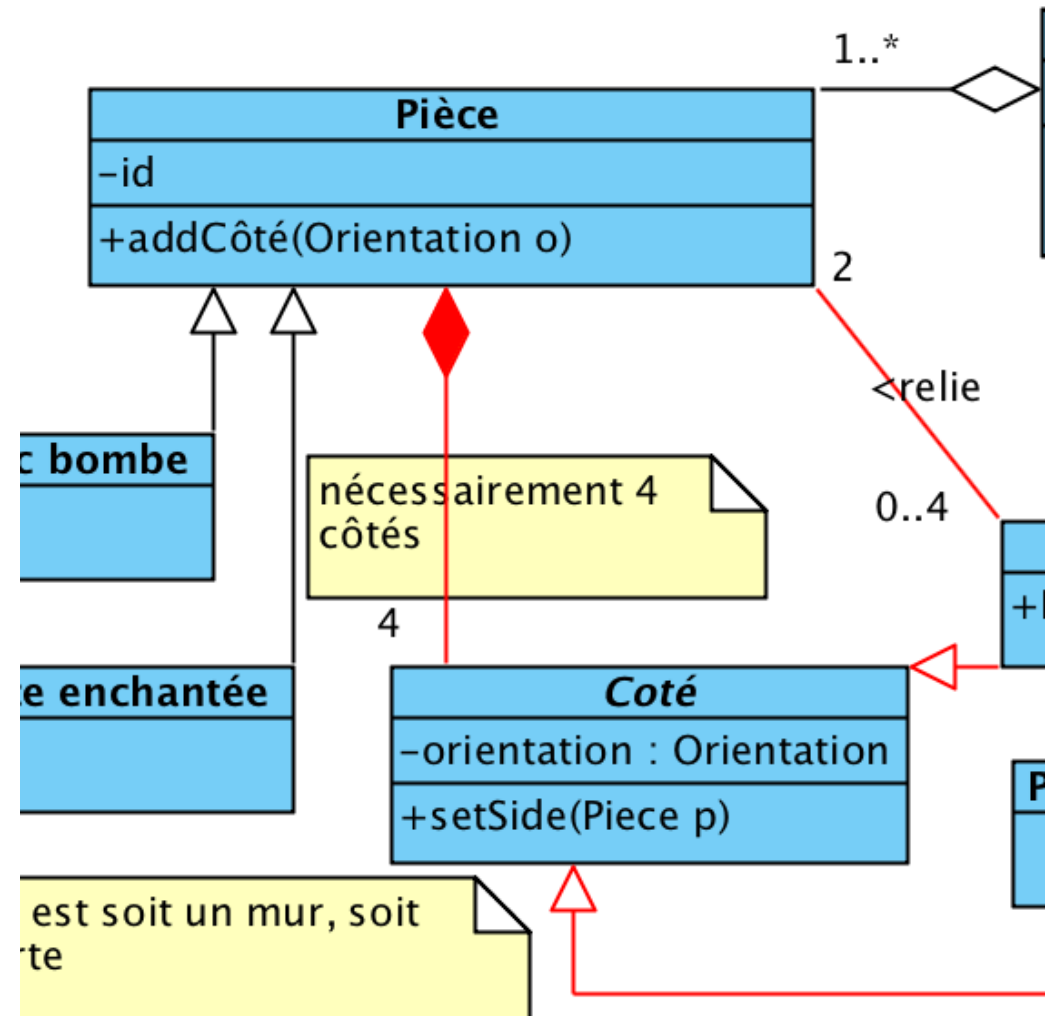 1..*
Pièce
-id
+addCôté(Orientation o)
2
<relie
c bombe
nécessairement 4
côtés
0..4
4
e enchantée
Coté
-orientation : Orientation
+setSide(Piece p)
P
est soit un mur, soit
rte